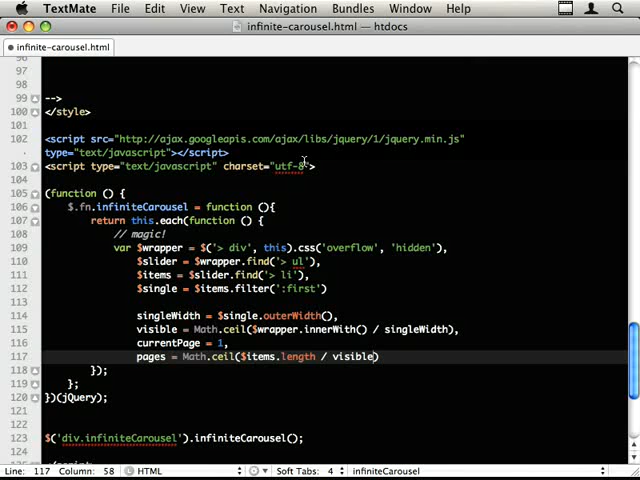 TextMate File Edit View Text Navigation Bundles Window Help
infinite-carousel.html — htdocs
infinite-carousel.html
97
98
99 -->
100 </style>
101
102 <script src="http://ajax.googleapis.com/ajax/libs/jquery/1/jquery.min.js"
type="text/javascript"></script>
103 <script type="text/javascript" charset="utf-8">
104
105 (function () {
106 $.fn.infiniteCarousel = function (){
107 return this.each(function () {
108 // magic!
109 var $wrapper = $('> div', this).css('overflow', 'hidden'),
110 $slider = $wrapper.find('> ul'),
111 $items = $slider.find('> li'),
112 $single = $items.filter(':first')
113
114 singleWidth = $single.outerWidth(),
115 visible = Math.ceil($wrapper.innerWith() / singleWidth),
116 currentPage = 1,
117 pages = Math.ceil($items.length / visible)
118 });
119 };
120 })(jQuery);
121
122
123 $('div.infiniteCarousel').infiniteCarousel();
124
</script>
Line: 117 Column: 58 HTML Soft Tabs: 4 infiniteCarousel